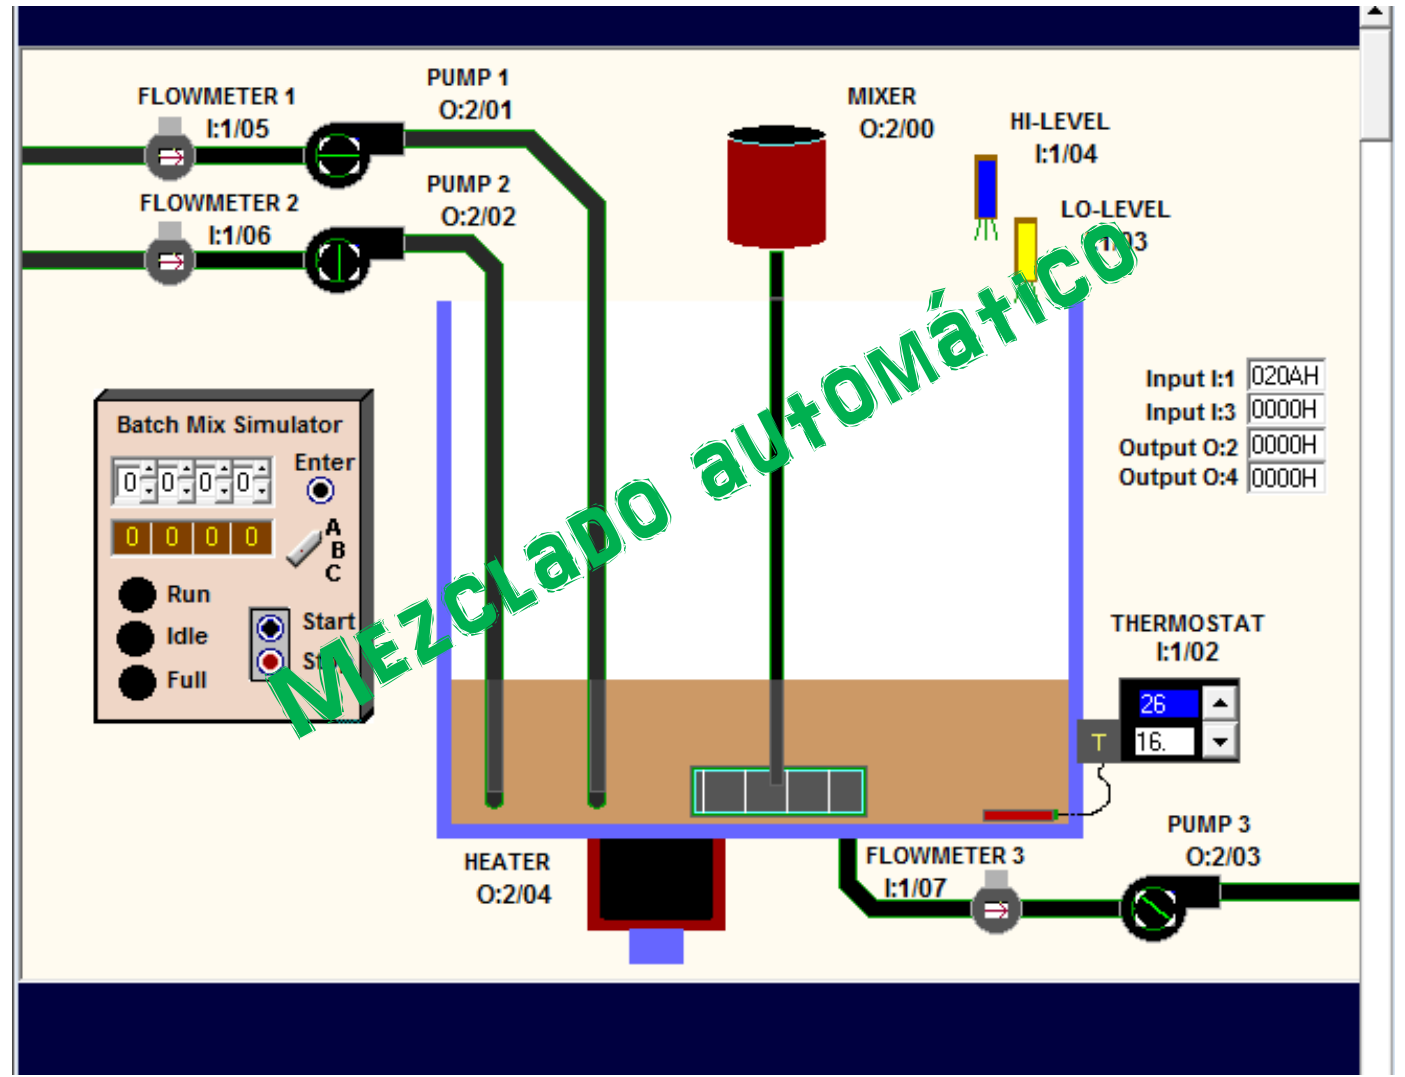 FLOWMETER 1
I:1/05
PUMP 1
O:2/01
MIXER
O:2/00
HI-LEVEL
I:1/04
FLOWMETER 2
I:1/06
PUMP 2
O:2/02
LO-LEVEL
Mezclado automático
Batch Mix Simulator
0 0 0 0
Enter
0 0 0 0
A
B
C
Run
Idle
Full
Start
Input I:1 020AH
Input I:3 0000H
Output O:2 0000H
Output O:4 0000H
THERMOSTAT
I:1/02
26
T
16.
HEATER
O:2/04
FLOWMETER 3
I:1/07
PUMP 3
O:2/03